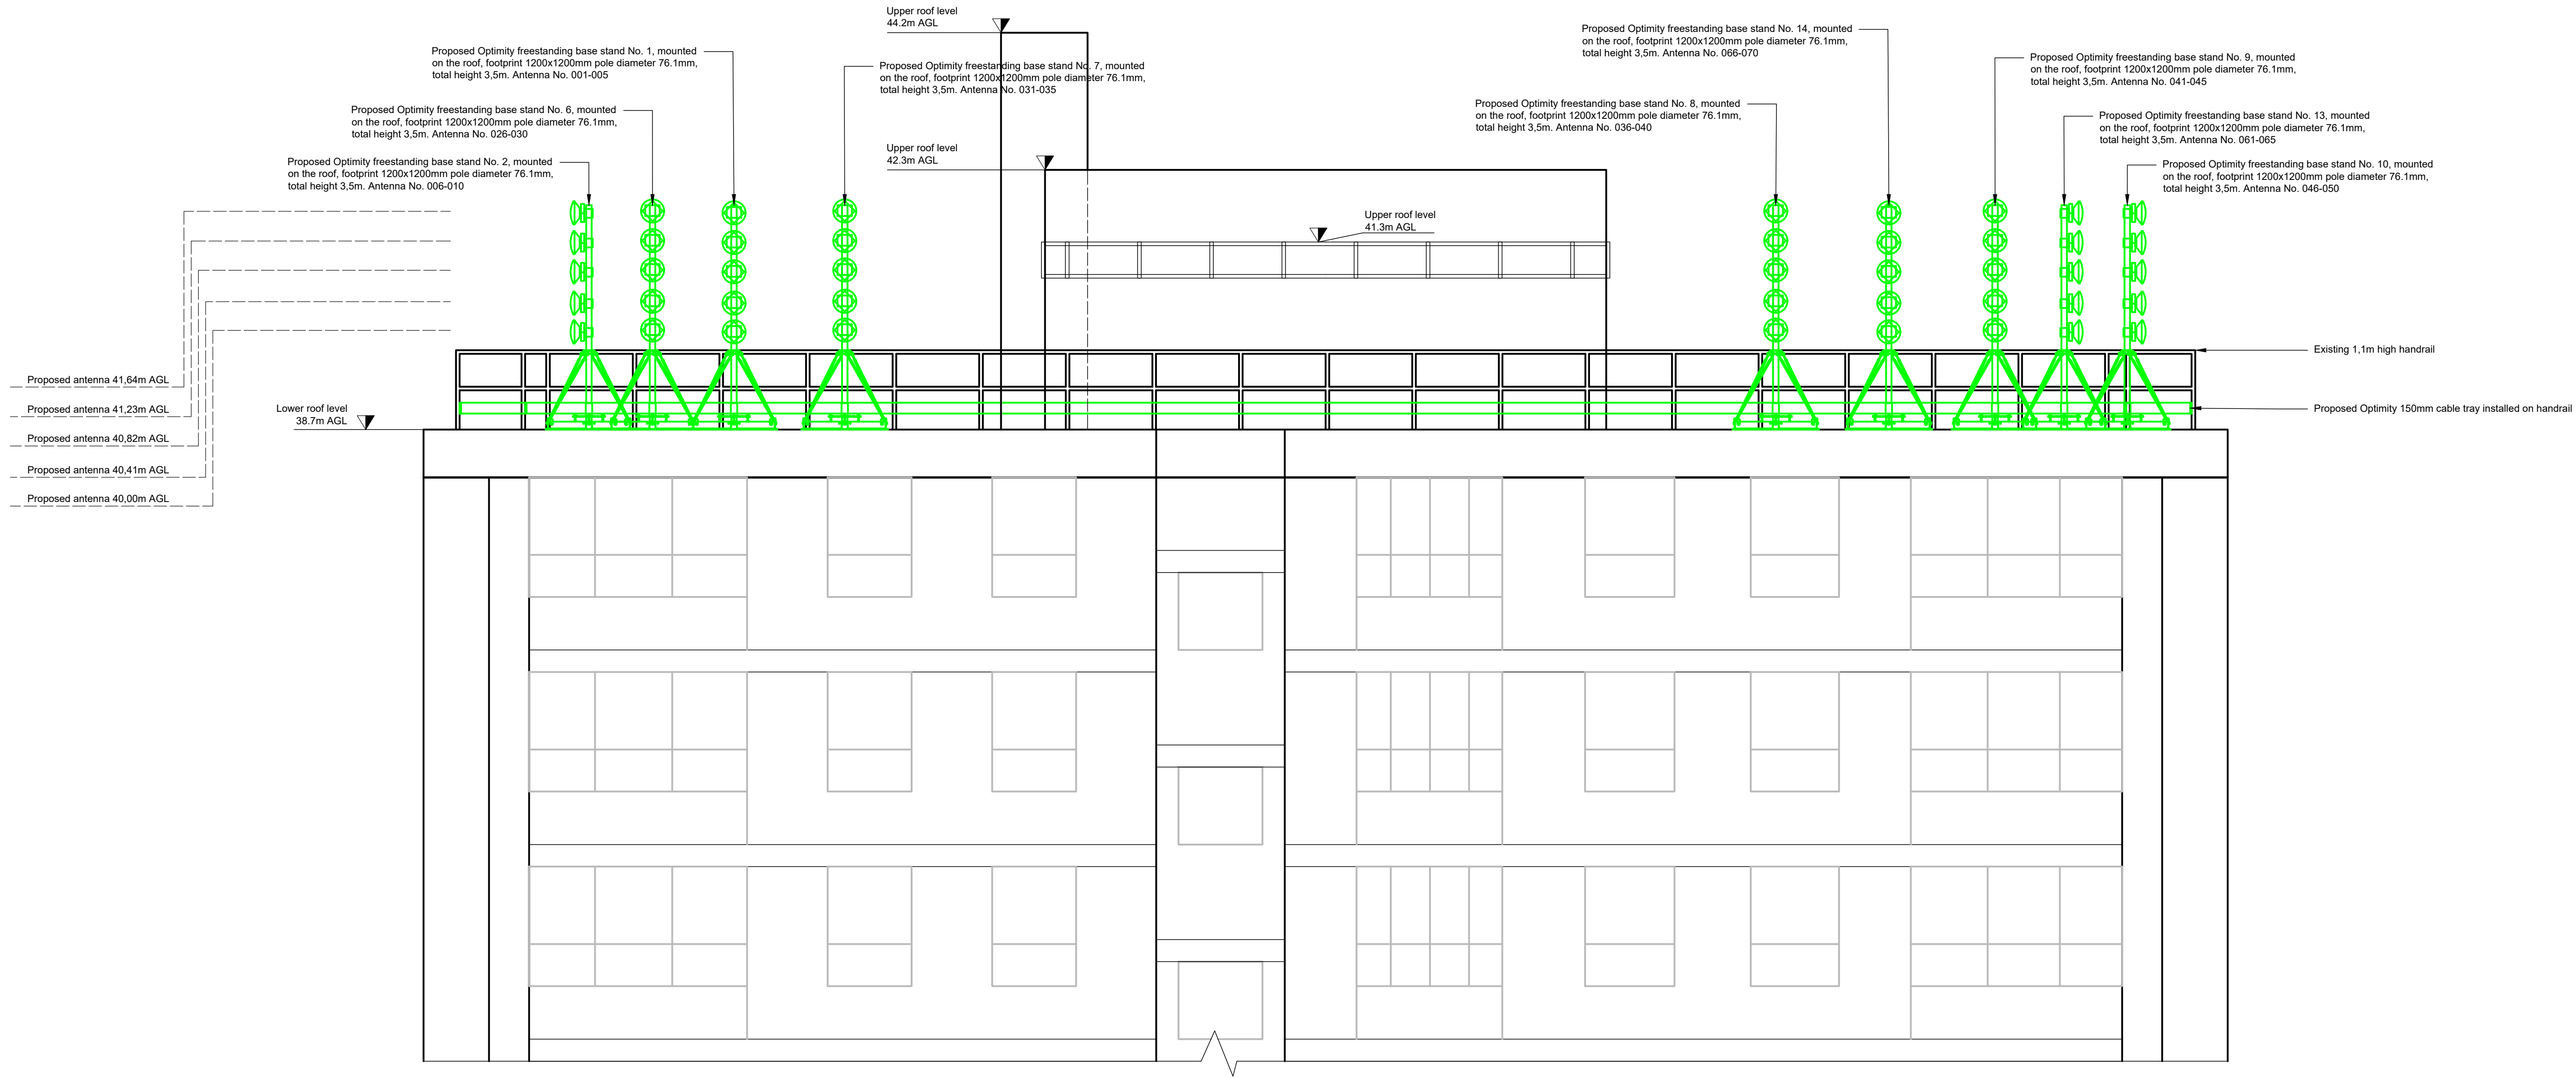 Upper roof level
44.2m AGL
Proposed Optimity freestanding base stand No. 14, mounted
on the roof, footprint 1200x1200mm pole diameter 76.1mm,
total height 3,5m. Antenna No. 066-070
Proposed Optimity freestanding base stand No. 1, mounted
on the roof, footprint 1200x1200mm pole diameter 76.1mm,
total height 3,5m. Antenna No. 001-005
Proposed Optimity freestanding base stand No. 7, mounted
on the roof, footprint 1200x1200mm pole diameter 76.1mm,
total height 3,5m. Antenna No. 031-035
Proposed Optimity freestanding base stand No. 9, mounted
on the roof, footprint 1200x1200mm pole diameter 76.1mm,
total height 3,5m. Antenna No. 041-045
Proposed Optimity freestanding base stand No. 6, mounted
on the roof, footprint 1200x1200mm pole diameter 76.1mm,
total height 3,5m. Antenna No. 026-030
Proposed Optimity freestanding base stand No. 8, mounted
on the roof, footprint 1200x1200mm pole diameter 76.1mm,
total height 3,5m. Antenna No. 036-040
Proposed Optimity freestanding base stand No. 13, mounted
on the roof, footprint 1200x1200mm pole diameter 76.1mm,
total height 3,5m. Antenna No. 061-065
Upper roof level
42.3m AGL
Proposed Optimity freestanding base stand No. 2, mounted
on the roof, footprint 1200x1200mm pole diameter 76.1mm,
total height 3,5m. Antenna No. 006-010
Proposed Optimity freestanding base stand No. 10, mounted
on the roof, footprint 1200x1200mm pole diameter 76.1mm,
total height 3,5m. Antenna No. 046-050
Upper roof level
41.3m AGL
Existing 1,1m high handrail
Proposed antenna 41,64m AGL
Proposed antenna 41,23m AGL
Lower roof level
38.7m AGL
Proposed Optimity 150mm cable tray installed on handrail
Proposed antenna 40,82m AGL
Proposed antenna 40,41m AGL
Proposed antenna 40,00m AGL